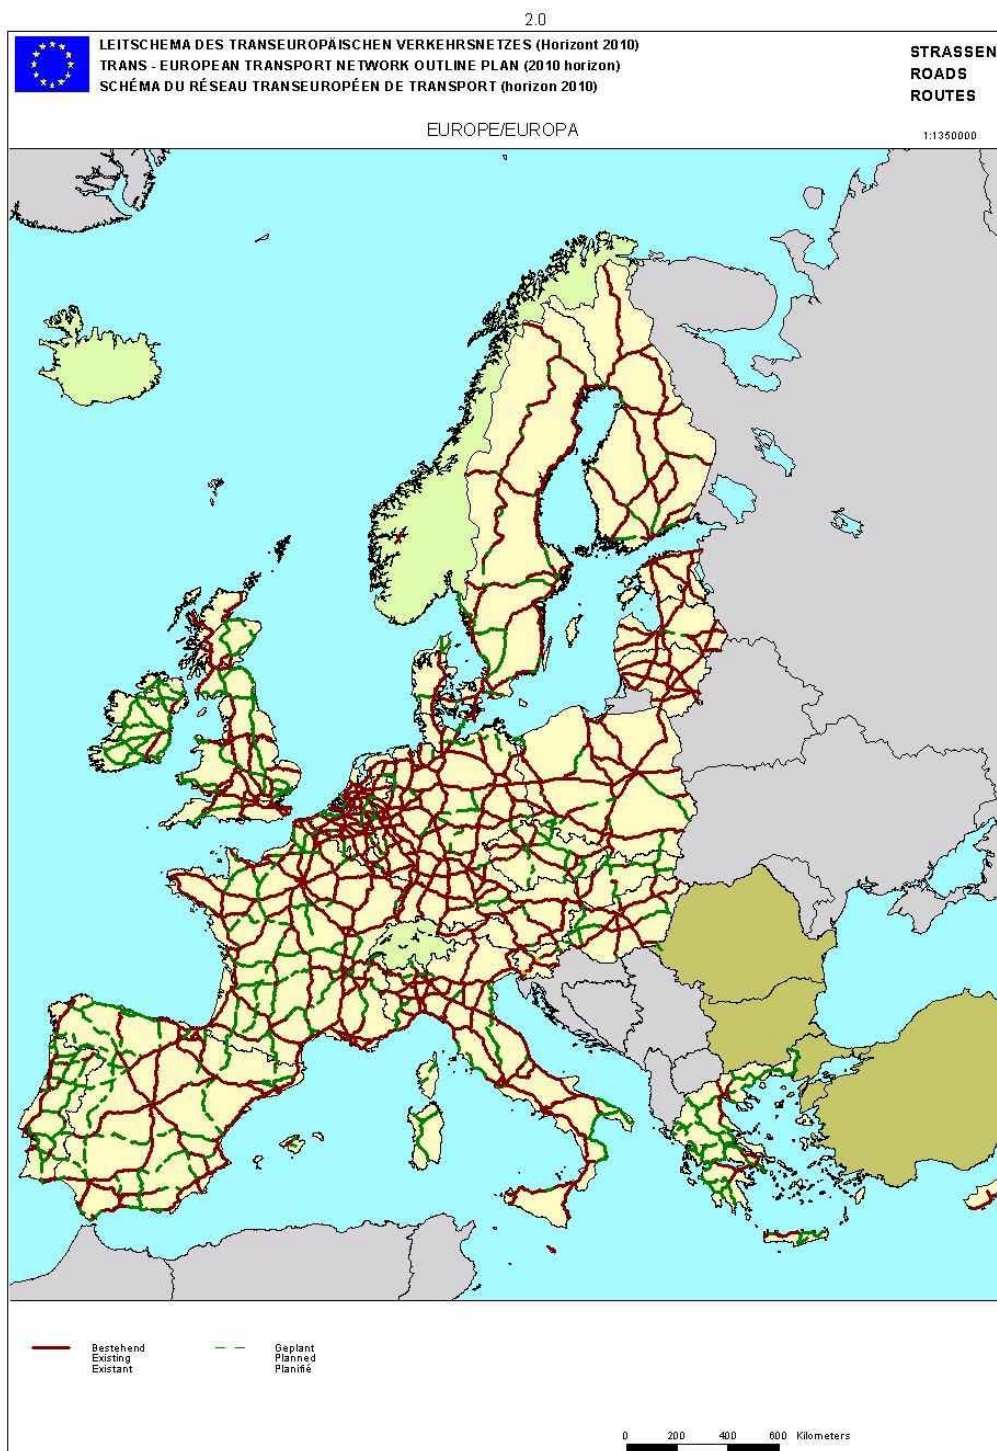 2.0
LEITSCHEMA DES TRANSEUROPÄISCHEN VERKEHRSNETZES (Horizont 2010)
TRANS - EUROPEAN TRANSPORT NETWORK OUTLINE PLAN (2010 horizon)
SCHÉMA DU RÉSEAU TRANSEUROPÉEN DE TRANSPORT (horizon 2010)
STRASSEN
ROADS
ROUTES
EUROPE/EUROPA
1:1350000
Bestehend
Existing
Existant
Geplant
Planned
Planifié
0 200 400 600 Kilometers